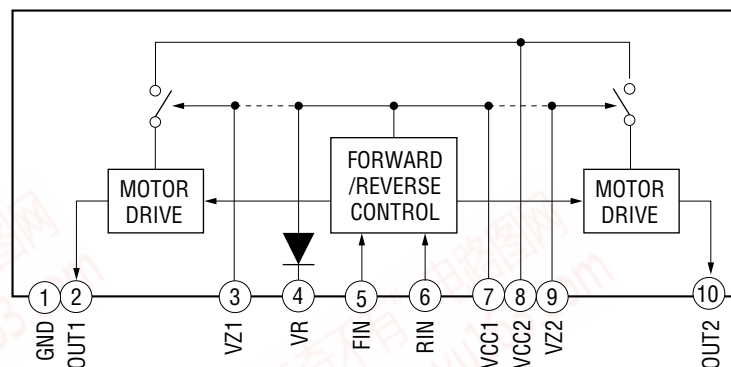 FORWARD
/REVERSE
CONTROL
MOTOR
DRIVE
MOTOR
DRIVE
1
2
3
4
5
6
7
8
9
10
GND
OUT1
VZ1
VR
FIN
RIN
VCC1
VCC2
VZ2
OUT2